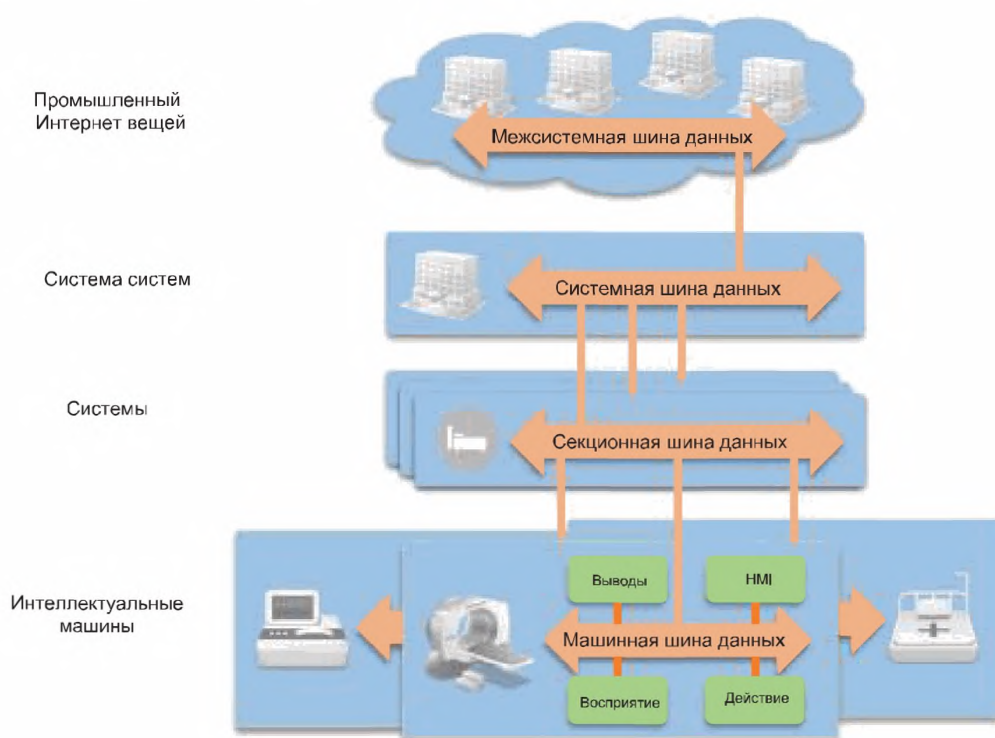 Промышленный
Интернет вещей
Межсистемная шина данных
Система систем
Системная шина данных
Системы
Секционная шина данных
Интеллектуальные
машины
Выводы
HMI
Машинная шина данных
Восприятие
Действие